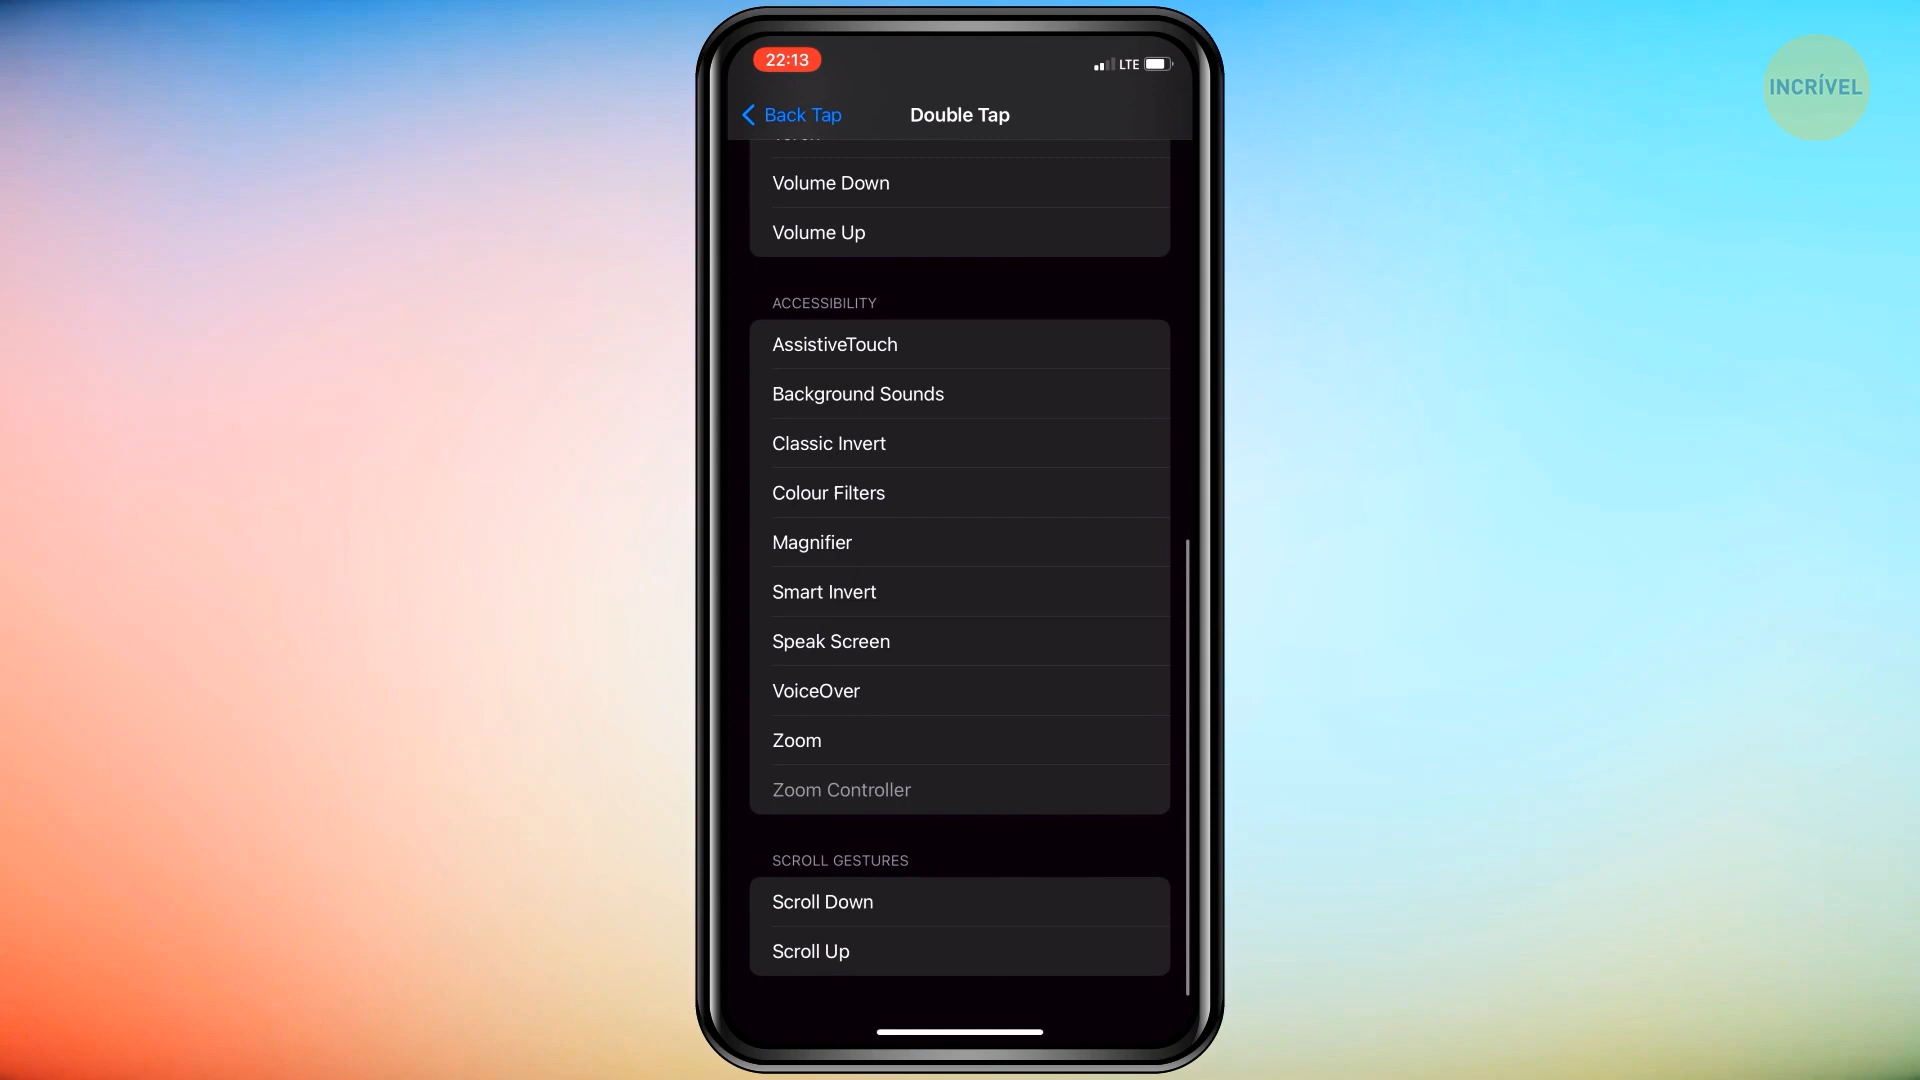 22:13
LTE
INCRÍVEL
Back Tap
Double Tap
Volume Down
Volume Up
ACCESSIBILITY
AssistiveTouch
Background Sounds
Classic Invert
Colour Filters
Magnifier
Smart Invert
Speak Screen
VoiceOver
Zoom
Zoom Controller
SCROLL GESTURES
Scroll Down
Scroll Up